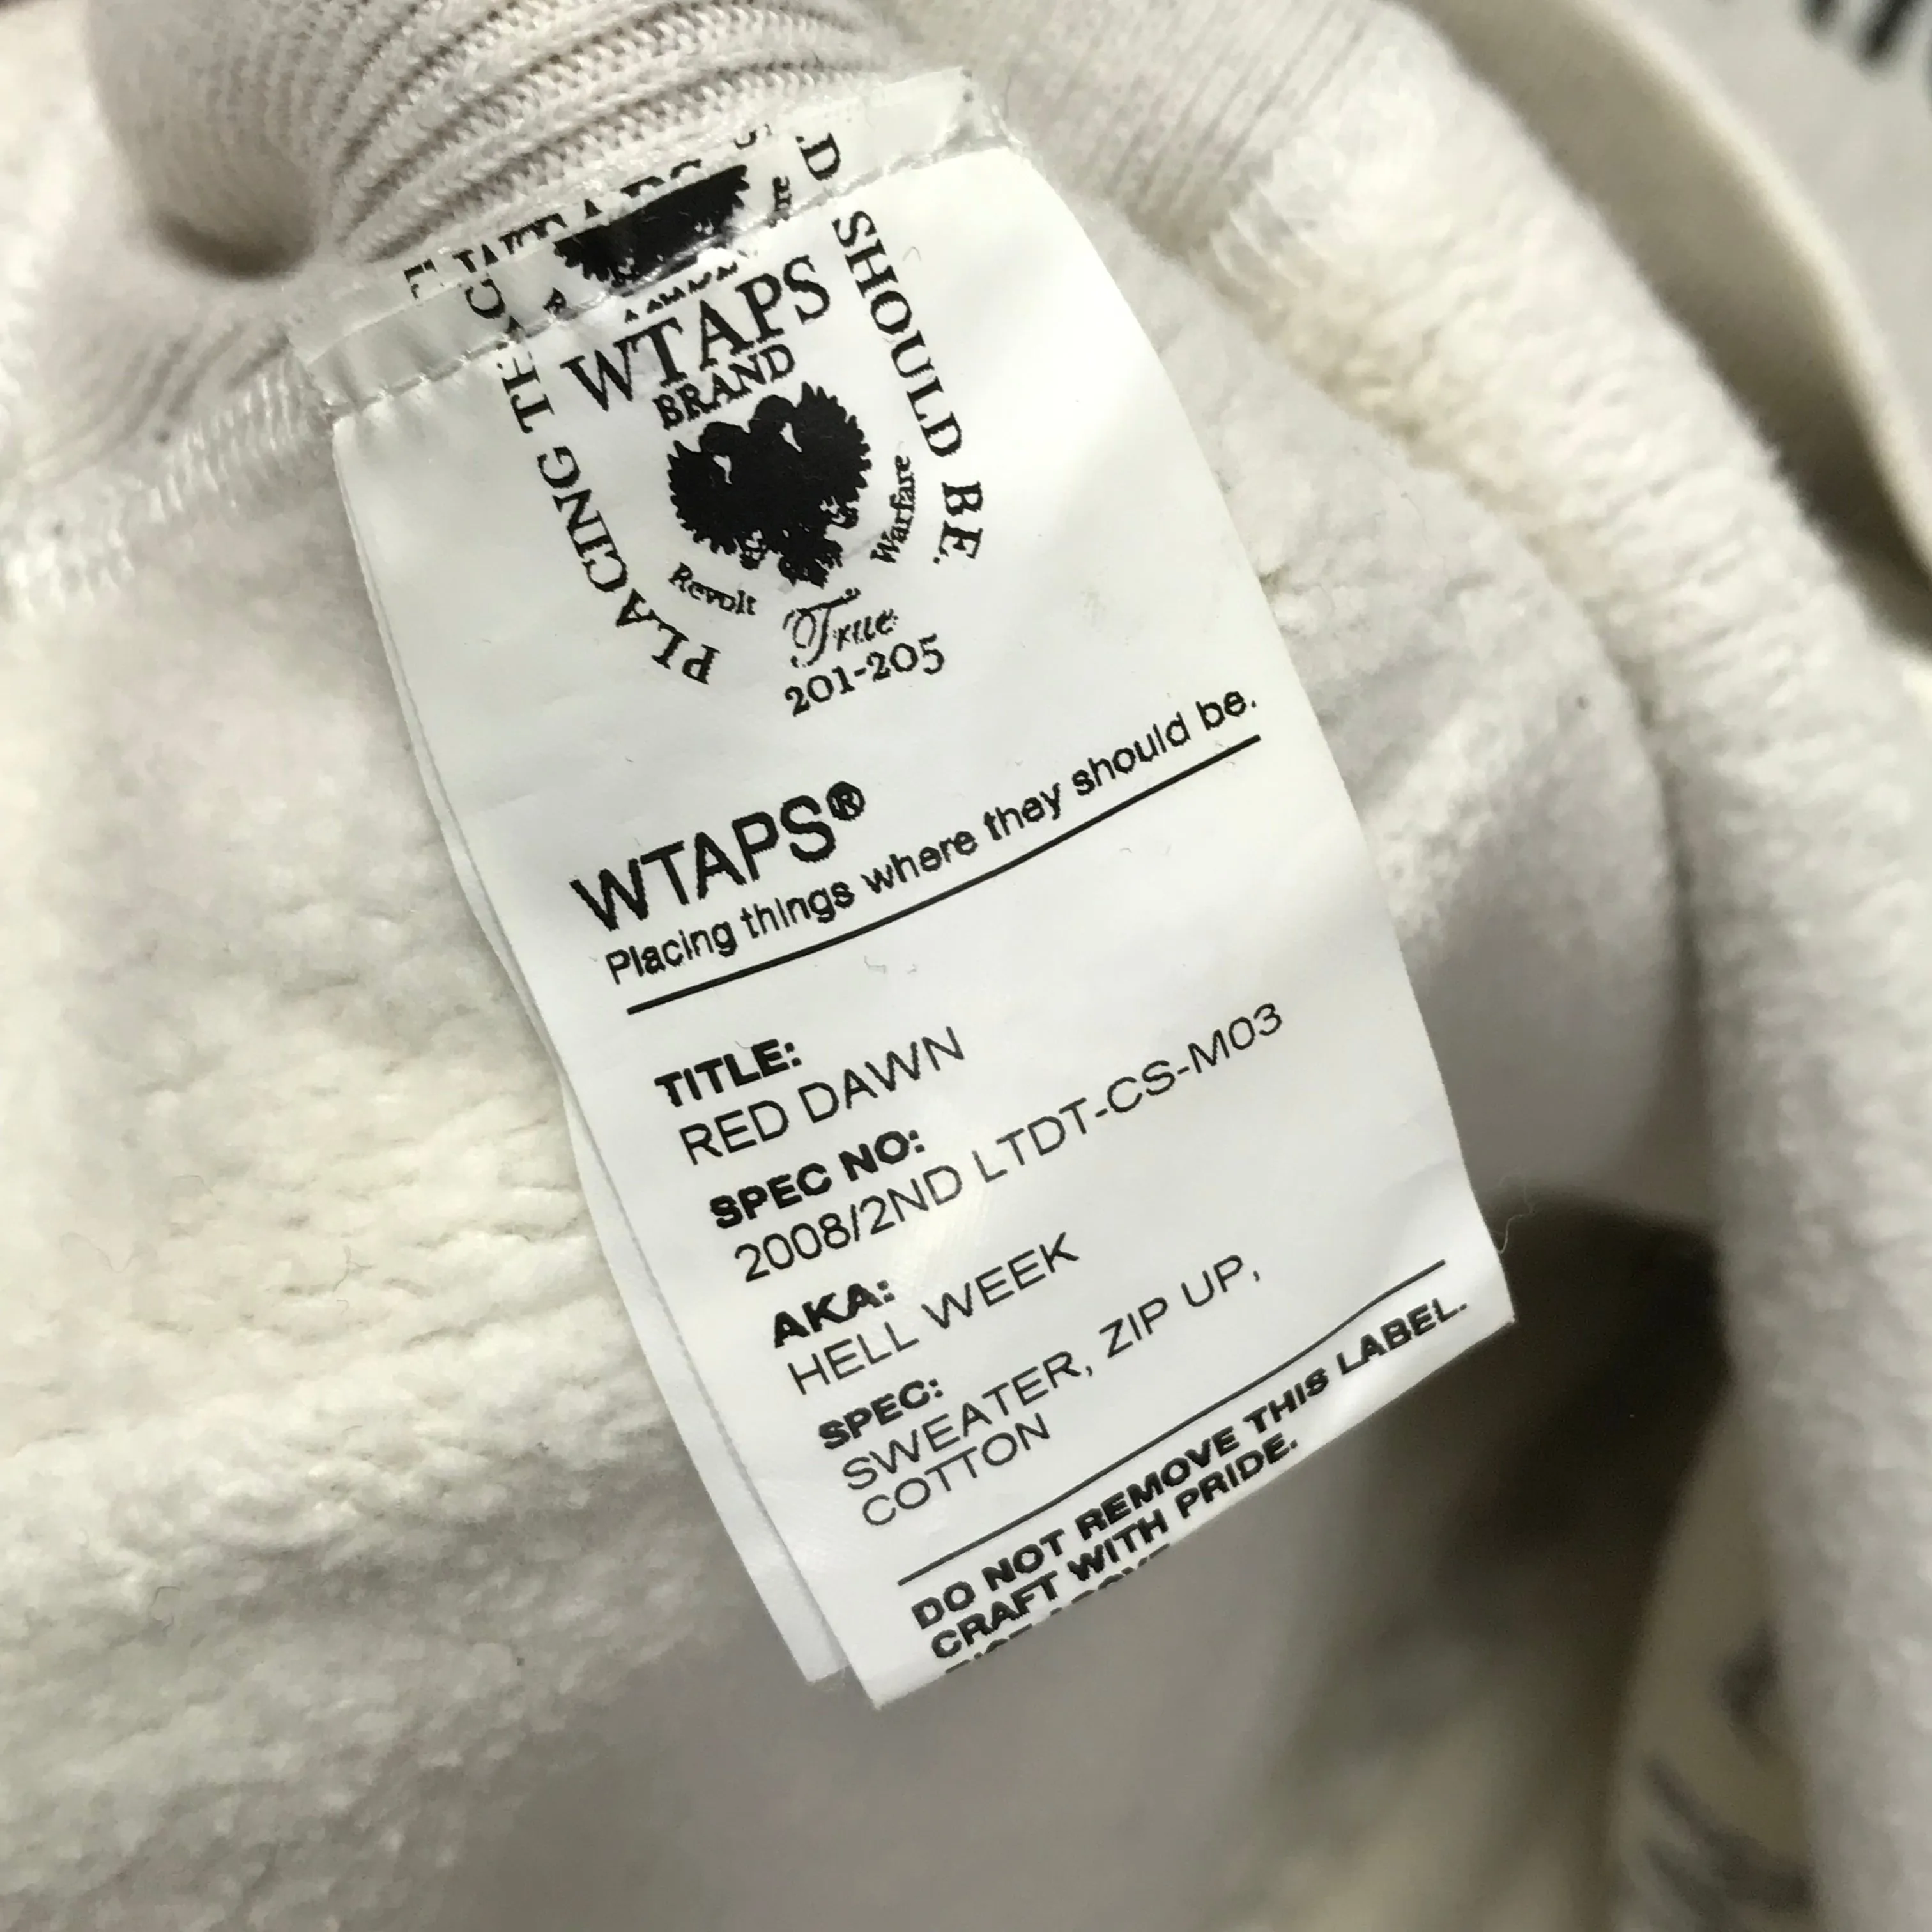 WTAPS
BRAND
PLACING
SHOULD BE.
Revolt
True
Warfare
201-205
WTAPS®
Placing things where they should be.
TITLE:
RED DAWN
SPEC NO:
2008/2ND LTDT-CS-M03
AKA:
HELL WEEK
SPEC:
SWEATER, ZIP UP,
COTTON
DO NOT REMOVE THIS LABEL.
CRAFT WITH PRIDE.